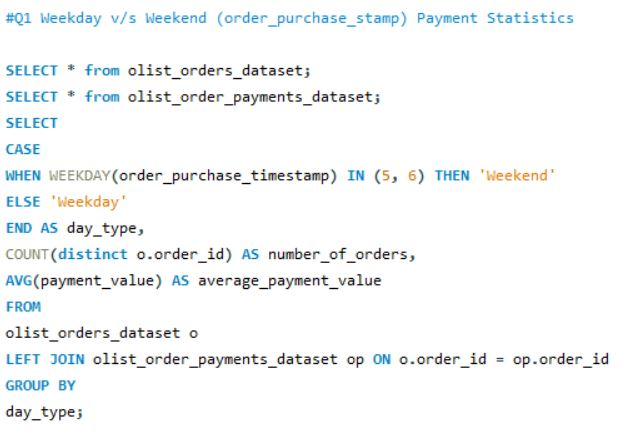 #Q1 Weekday v/s Weekend (order_purchase_stamp) Payment Statistics
SELECT * from olist_orders_dataset;
SELECT * from olist_order_payments_dataset;
SELECT
CASE
WHEN WEEKDAY(order_purchase_timestamp) IN (5, 6) THEN 'Weekend'
ELSE 'Weekday'
END AS day_type,
COUNT(distinct o.order_id) AS number_of_orders,
AVG(payment_value) AS average_payment_value
FROM
olist_orders_dataset o
LEFT JOIN olist_order_payments_dataset op ON o.order_id = op.order_id
GROUP BY
day_type;